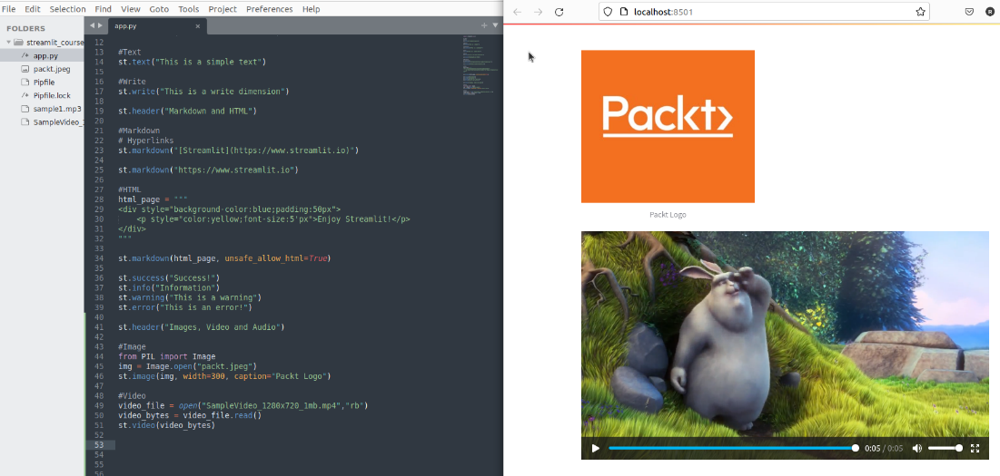 File Edit Selection Find View Goto Tools Project Preferences Help
FOLDERS
streamlit_course
app.py
packt.jpeg
Pipfile
Pipfile.lock
sample1.mp3
SampleVideo_
app.py
12
13 #Text
14 st.text("This is a simple text")
15
16 #Write
17 st.write("This is a write dimension")
18
19 st.header("Markdown and HTML")
20
21 #Markdown
22 # Hyperlinks
23 st.markdown("[Streamlit](https://www.streamlit.io)")
24
25 st.markdown("https://www.streamlit.io")
26
27 #HTML
28 html_page = """
29 <div style="background-color:blue;padding:50px">
30 <p style="color:yellow;font-size:5'px">Enjoy Streamlit!</p>
31 </div>
32 """
33
34 st.markdown(html_page, unsafe_allow_html=True)
35
36 st.success("Success!")
37 st.info("Information")
38 st.warning("This is a warning")
39 st.error("This is an error!")
40
41 st.header("Images, Video and Audio")
42
43 #Image
44 from PIL import Image
45 img = Image.open("packt.jpeg")
46 st.image(img, width=300, caption="Packt Logo")
47
48 #Video
49 video_file = open("SampleVideo_1280x720_1mb.mp4","rb")
50 video_bytes = video_file.read()
51 st.video(video_bytes)
52
53
54
55
56
localhost:8501
R
Packt>
Packt Logo
0:05 / 0:05